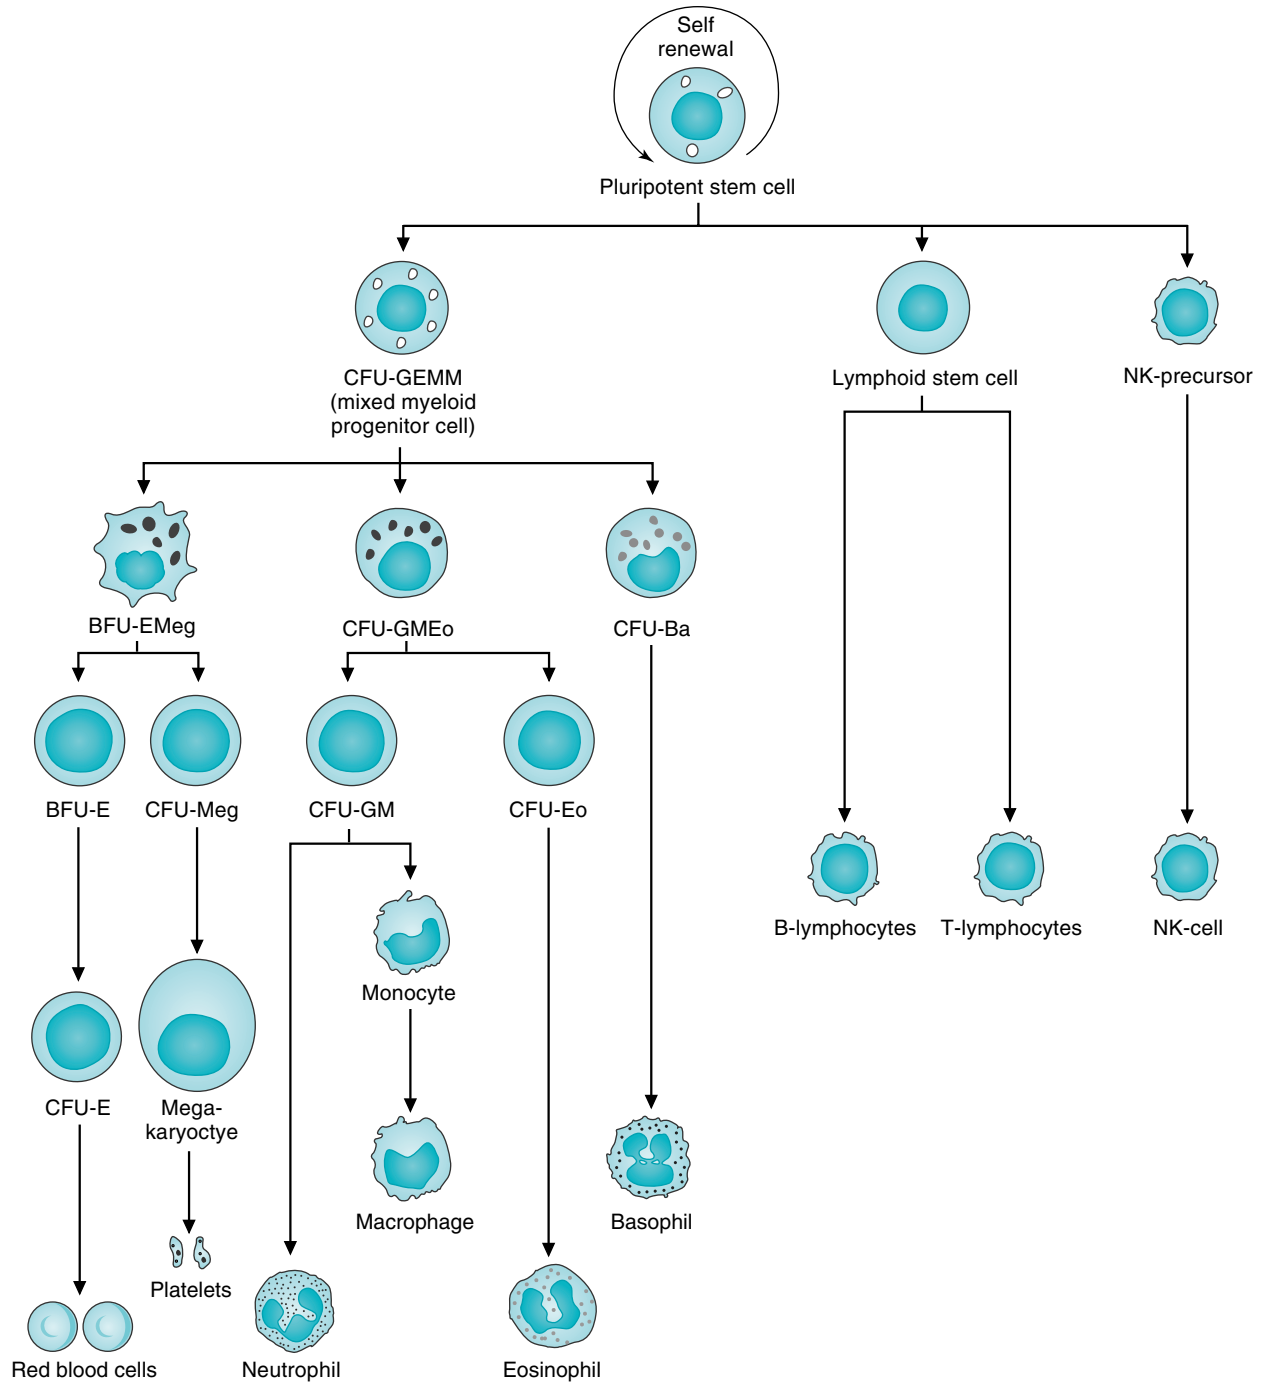 Self
renewal
Pluripotent stem cell
CFU-GEMM
(mixed myeloid
progenitor cell)
Lymphoid stem cell
NK-precursor
BFU-EMeg
CFU-GMEo
CFU-Ba
BFU-E
CFU-Meg
CFU-GM
CFU-Eo
B-lymphocytes
T-lymphocytes
NK-cell
Monocyte
CFU-E
Mega-
karyoctye
Macrophage
Basophil
Platelets
Red blood cells
Neutrophil
Eosinophil